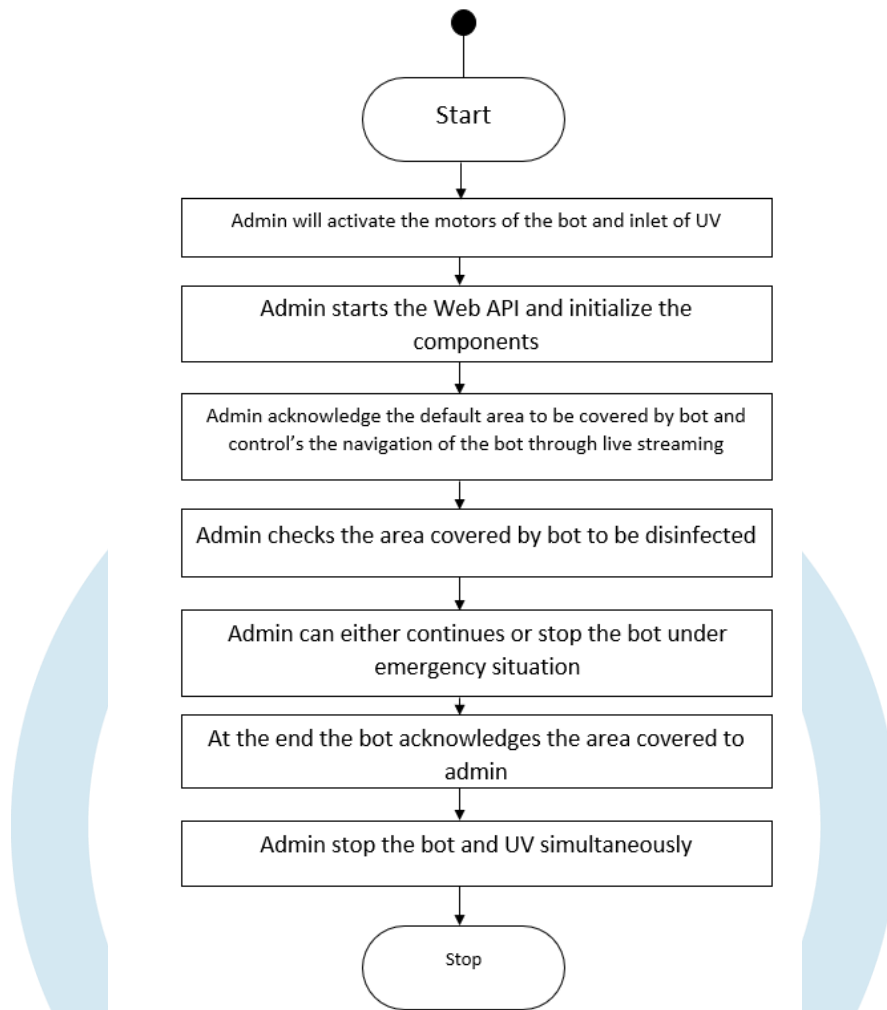 Start
Admin will activate the motors of the bot and inlet of UV
Admin starts the Web API and initialize the
components
Admin acknowledge the default area to be covered by bot and
control's the navigation of the bot through live streaming
Admin checks the area covered by bot to be disinfected
Admin can either continues or stop the bot under
emergency situation
At the end the bot acknowledges the area covered to
admin
Admin stop the bot and UV simultaneously
Stop